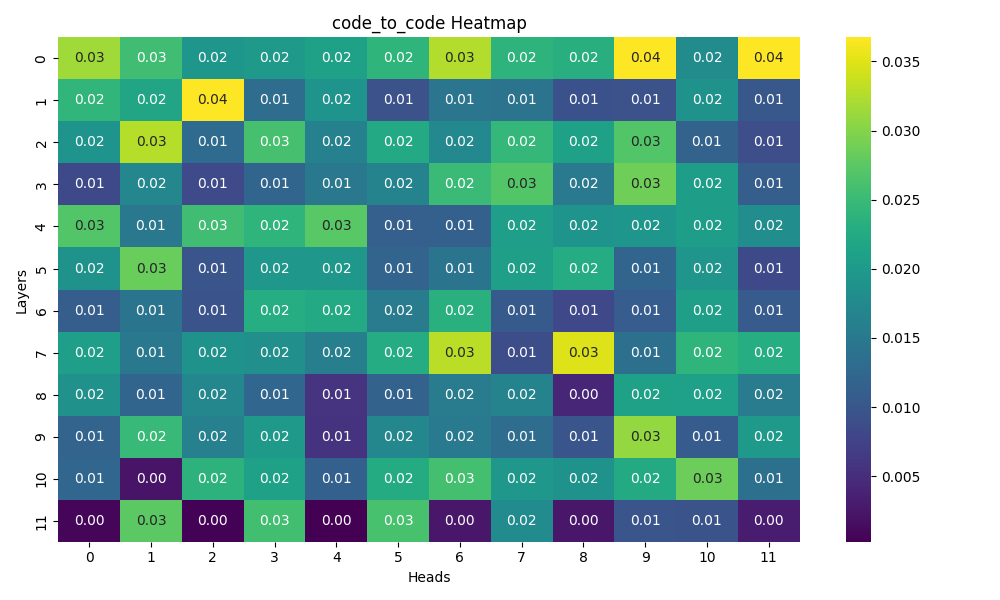 code_to_code Heatmap
0 0.03 0.03 0.02 0.02 0.02 0.02 0.03 0.02 0.02 0.04 0.02 0.04
1 0.02 0.02 0.04 0.01 0.02 0.01 0.01 0.01 0.01 0.01 0.02 0.01
2 0.02 0.03 0.01 0.03 0.02 0.02 0.02 0.02 0.02 0.03 0.01 0.01
3 0.01 0.02 0.01 0.01 0.01 0.02 0.02 0.03 0.02 0.03 0.02 0.01
4 0.03 0.01 0.03 0.02 0.03 0.01 0.01 0.02 0.02 0.02 0.02 0.02
5 0.02 0.03 0.01 0.02 0.02 0.01 0.01 0.02 0.02 0.01 0.02 0.01
6 0.01 0.01 0.01 0.02 0.02 0.02 0.02 0.01 0.01 0.01 0.02 0.01
7 0.02 0.01 0.02 0.02 0.02 0.02 0.03 0.01 0.03 0.01 0.02 0.02
8 0.02 0.01 0.02 0.01 0.01 0.01 0.02 0.02 0.00 0.02 0.02 0.02
9 0.01 0.02 0.02 0.02 0.01 0.02 0.02 0.01 0.01 0.03 0.01 0.02
10 0.01 0.00 0.02 0.02 0.01 0.02 0.03 0.02 0.02 0.02 0.03 0.01
11 0.00 0.03 0.00 0.03 0.00 0.03 0.00 0.02 0.00 0.01 0.01 0.00
0 1 2 3 4 5 6 7 8 9 10 11
Heads
Layers
0.035
0.030
0.025
0.020
0.015
0.010
0.005